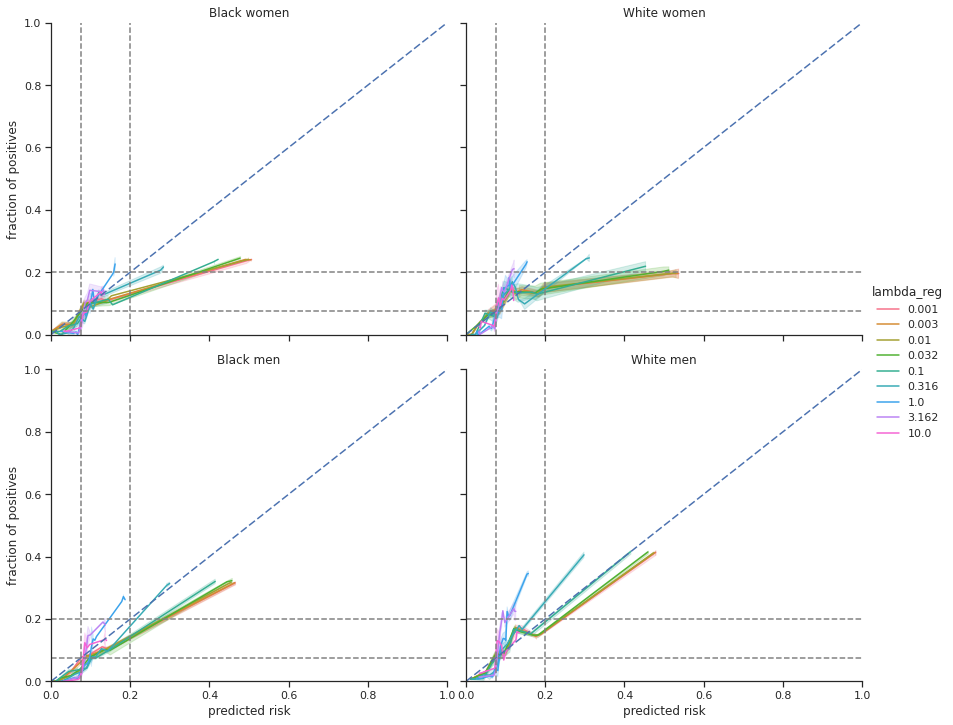 Black women
White women
1.0
0.8
0.6
0.4
0.2
0.0
fraction of positives
lambda_reg
0.001
0.003
0.01
0.032
0.1
0.316
1.0
3.162
10.0
Black men
White men
1.0
0.8
0.6
0.4
0.2
0.0
fraction of positives
0.0 0.2 0.4 0.6 0.8 1.0
0.0 0.2 0.4 0.6 0.8 1.0
predicted risk
predicted risk